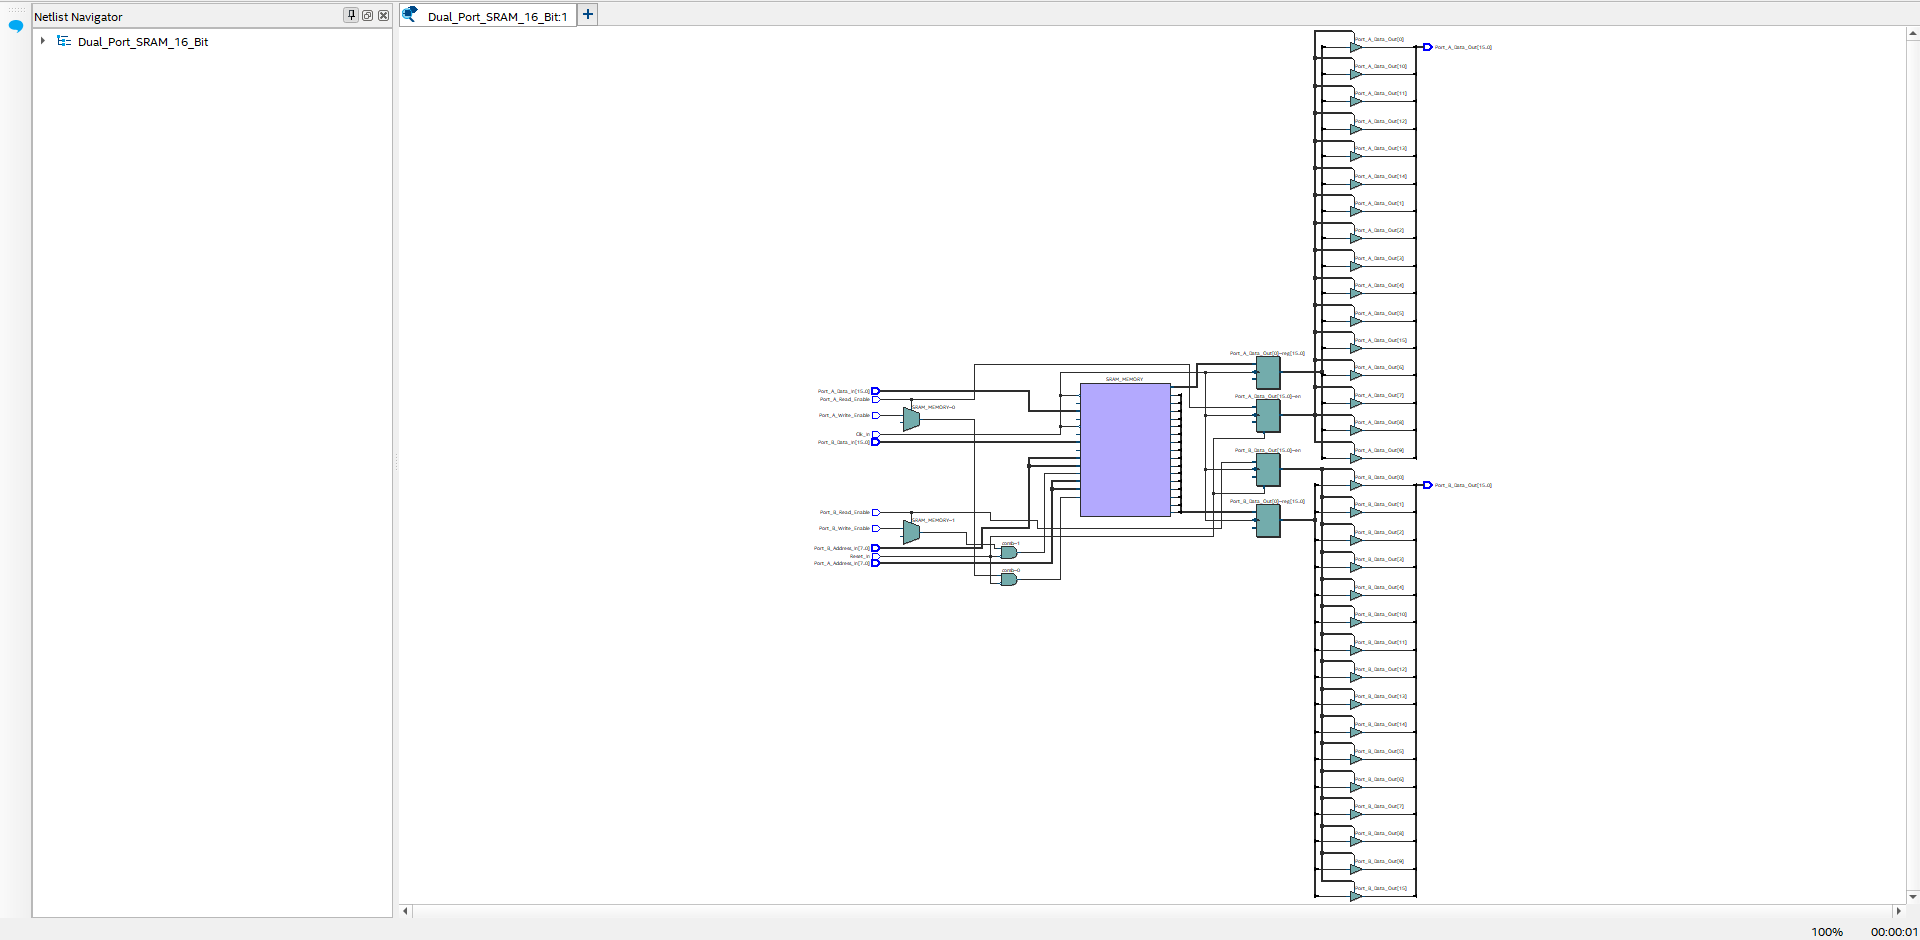 Netlist Navigator
Dual_Port_SRAM_16_Bit
Dual_Port_SRAM_16_Bit:1
Port_A_Data_Out[0]
Port_A_Data_Out[15..0]
Port_A_Data_Out[10]
Port_A_Data_Out[11]
Port_A_Data_Out[12]
Port_A_Data_Out[13]
Port_A_Data_Out[14]
Port_A_Data_Out[1]
Port_A_Data_Out[2]
Port_A_Data_Out[3]
Port_A_Data_Out[4]
Port_A_Data_Out[5]
Port_A_Data_Out[15]
Port_A_Data_Out[6]
Port_A_Data_Out[7]
Port_A_Data_Out[8]
Port_A_Data_Out[9]
Port_A_Data_Out[0]~reg[15..0]
Port_A_Data_Out[15..0]~en
Port_B_Data_Out[15..0]~en
Port_B_Data_Out[0]~reg[15..0]
SRAM_MEMORY
Port_A_Data_In[15..0]
Port_A_Read_Enable
SRAM_MEMORY~0
Port_A_Write_Enable
Clk_In
Port_B_Data_In[15..0]
Port_B_Read_Enable
SRAM_MEMORY~1
Port_B_Write_Enable
comb~1
Port_B_Address_In[7..0]
Reset_In
Port_A_Address_In[7..0]
comb~0
Port_B_Data_Out[0]
Port_B_Data_Out[15..0]
Port_B_Data_Out[1]
Port_B_Data_Out[2]
Port_B_Data_Out[3]
Port_B_Data_Out[4]
Port_B_Data_Out[10]
Port_B_Data_Out[11]
Port_B_Data_Out[12]
Port_B_Data_Out[13]
Port_B_Data_Out[14]
Port_B_Data_Out[5]
Port_B_Data_Out[6]
Port_B_Data_Out[7]
Port_B_Data_Out[8]
Port_B_Data_Out[9]
Port_B_Data_Out[15]
100% 00:00:01